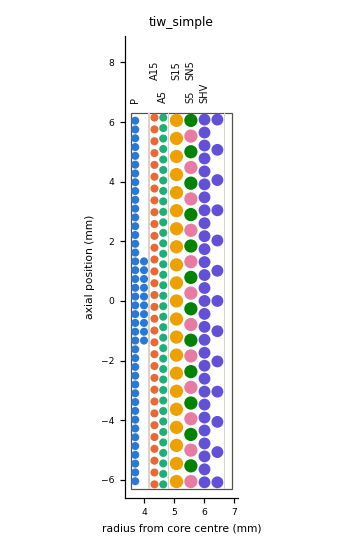 tiw_simple
A15 S15 SN5
P A5 S5 SHV
8
6
4
2
0
−2
−4
−6
axial position (mm)
4 5 6 7
radius from core centre (mm)